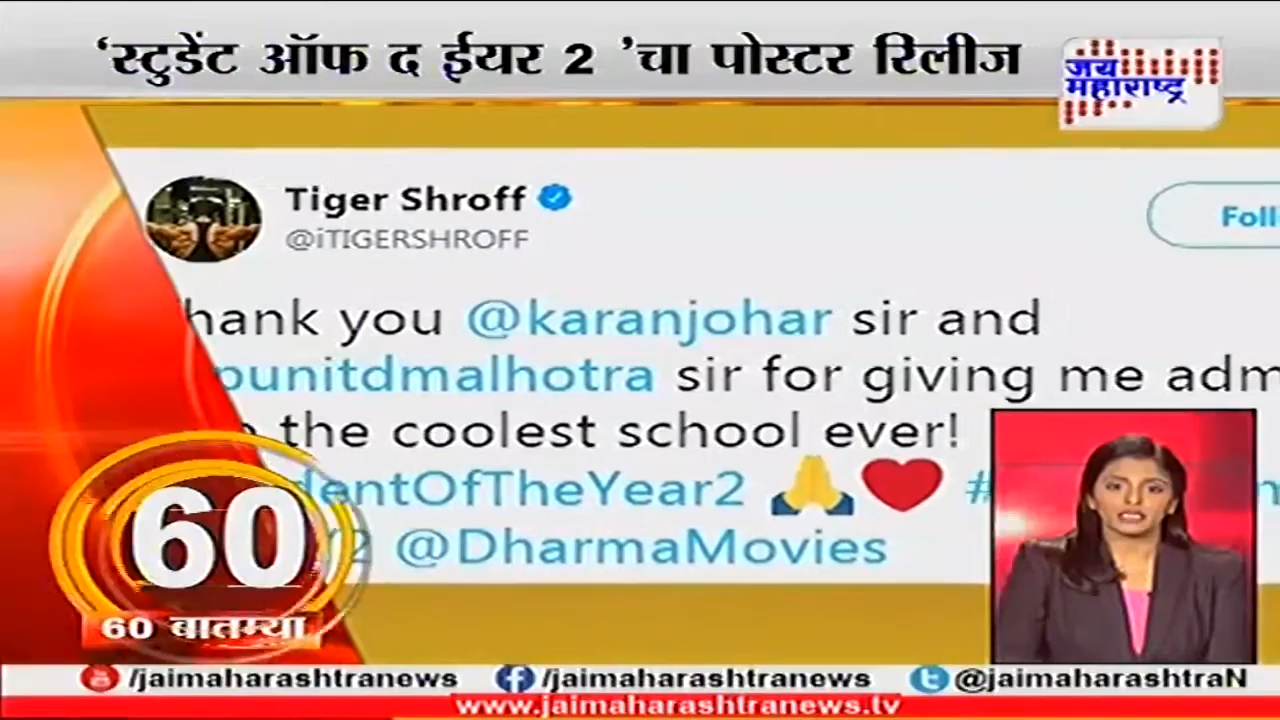 ‘स्टुडेंट ऑफ द ईयर 2 ’चा पोस्टर रिलीज
जय
महाराष्ट्र
Tiger Shroff
@iTIGERSHROFF
Foll
hank you @karanjohar sir and
punitdmalhotra sir for giving me adm
the coolest school ever!
dentOfTheYear2 🙏❤️ #
2 @DharmaMovies
60
60 बातम्या
/jaimaharashtranews /jaimaharashtranews @jaimaharashtraN
www.jaimaharashtranews.tv